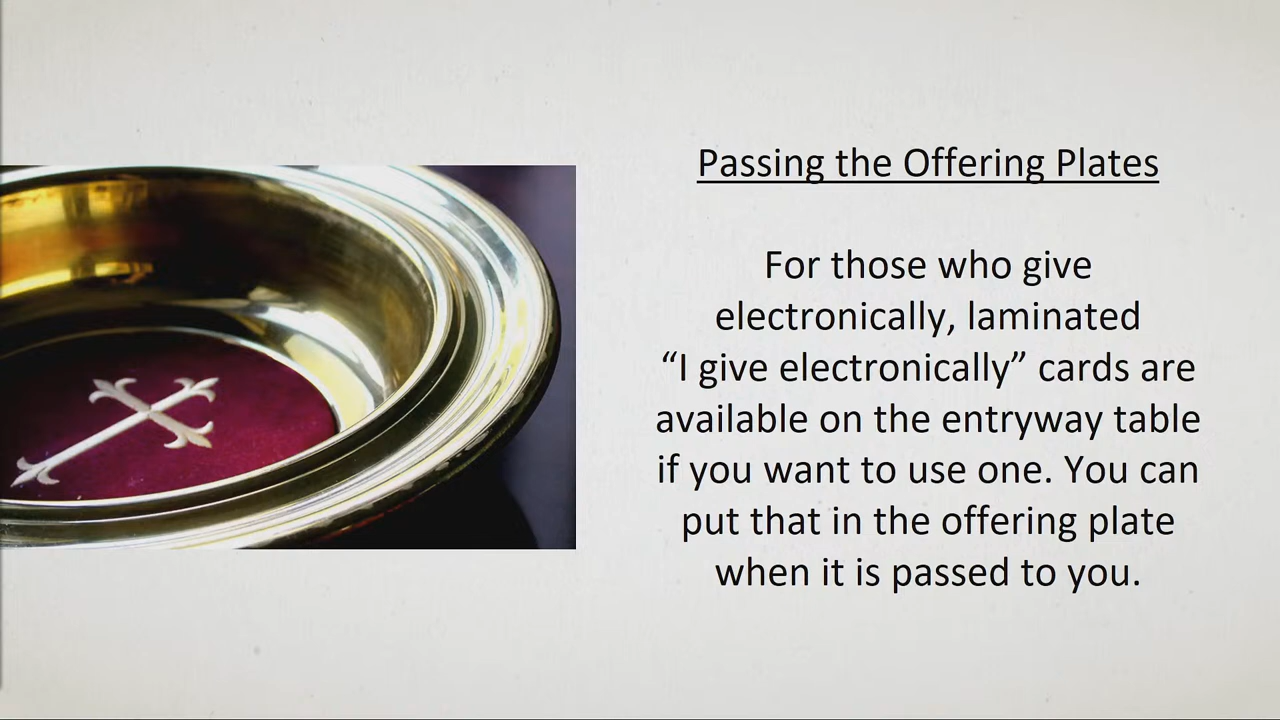 Passing the Offering Plates
For those who give
electronically, laminated
“I give electronically” cards are
available on the entryway table
if you want to use one. You can
put that in the offering plate
when it is passed to you.